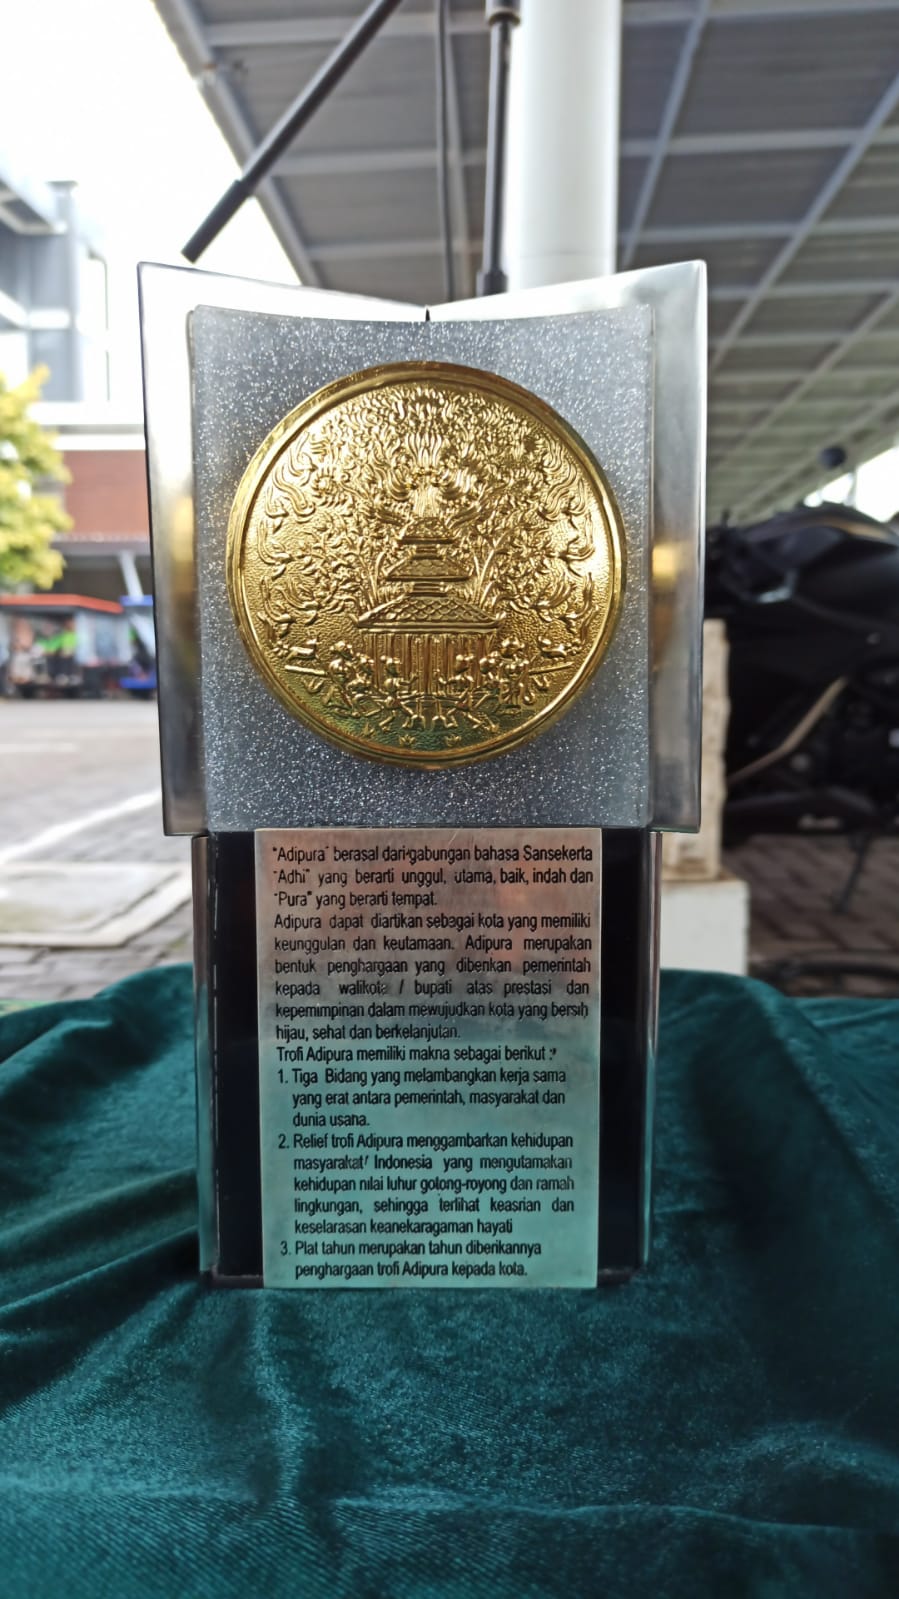 "Adipura" berasal dari gabungan bahasa Sansekerta
"Adhi" yang berarti unggul, utama, baik, indah dan
"Pura" yang berarti tempat.
Adipura dapat diartikan sebagai kota yang memiliki
keunggulan dan keutamaan. Adipura merupakan
bentuk penghargaan yang diberikan pemerintah
kepada walikota / bupati atas prestasi dan
kepemimpinan dalam mewujudkan kota yang bersih
hijau, sehat dan berkelanjutan.
Trofi Adipura memiliki makna sebagai berikut :
1. Tiga Bidang yang melambangkan kerja sama
yang erat antara pemerintah, masyarakat dan
dunia usana.
2. Relief trofi Adipura menggambarkan kehidupan
masyarakat Indonesia yang mengutamakan
kehidupan nilai luhur gotong-royong dan ramah
lingkungan, sehingga terlihat keasrian dan
keselarasan keanekaragaman hayati
3. Plat tahun merupakan tahun diberikannya
penghargaan trofi Adipura kepada kota.